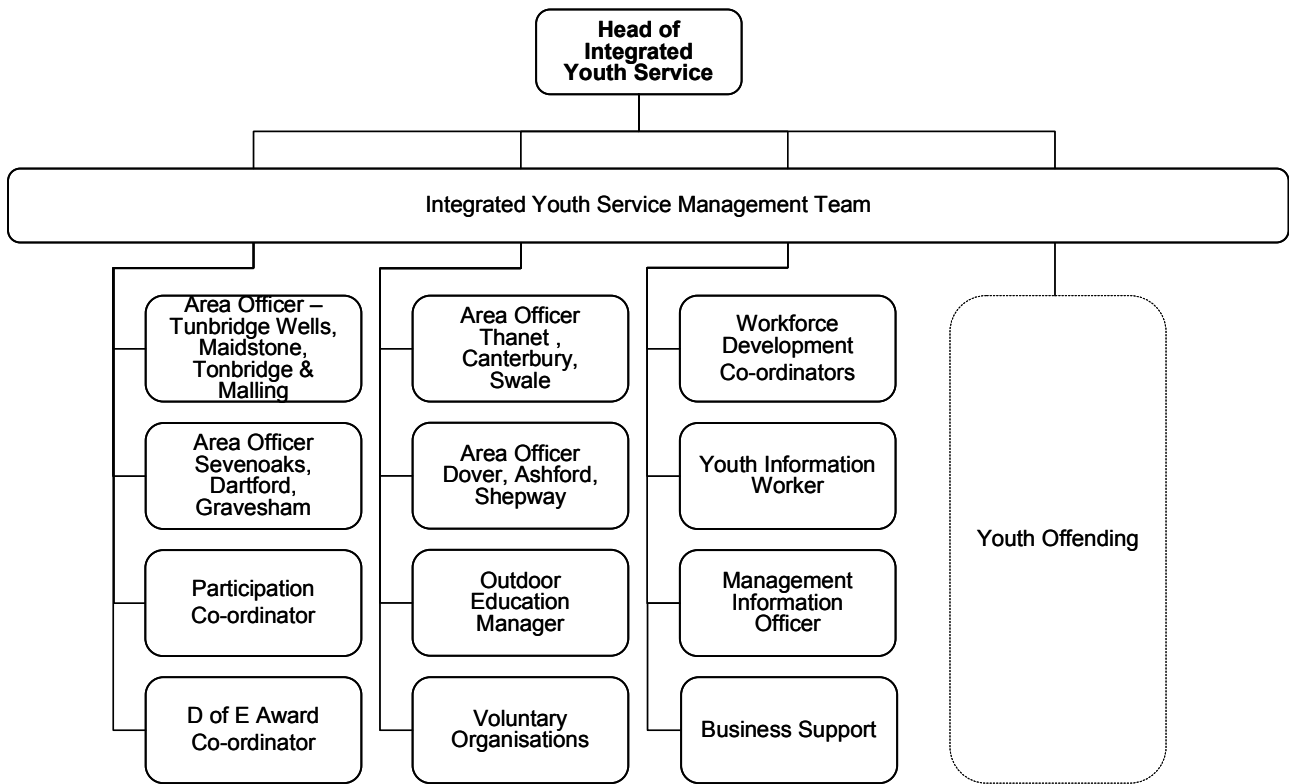 Head of
Integrated
Youth Service
Integrated Youth Service Management Team
Area Officer –
Tunbridge Wells,
Maidstone,
Tonbridge &
Malling
Area Officer
Sevenoaks,
Dartford,
Gravesham
Participation
Co-ordinator
D of E Award
Co-ordinator
Area Officer
Thanet ,
Canterbury,
Swale
Area Officer
Dover, Ashford,
Shepway
Outdoor
Education
Manager
Voluntary
Organisations
Workforce
Development
Co-ordinators
Youth Information
Worker
Management
Information
Officer
Business Support
Youth Offending